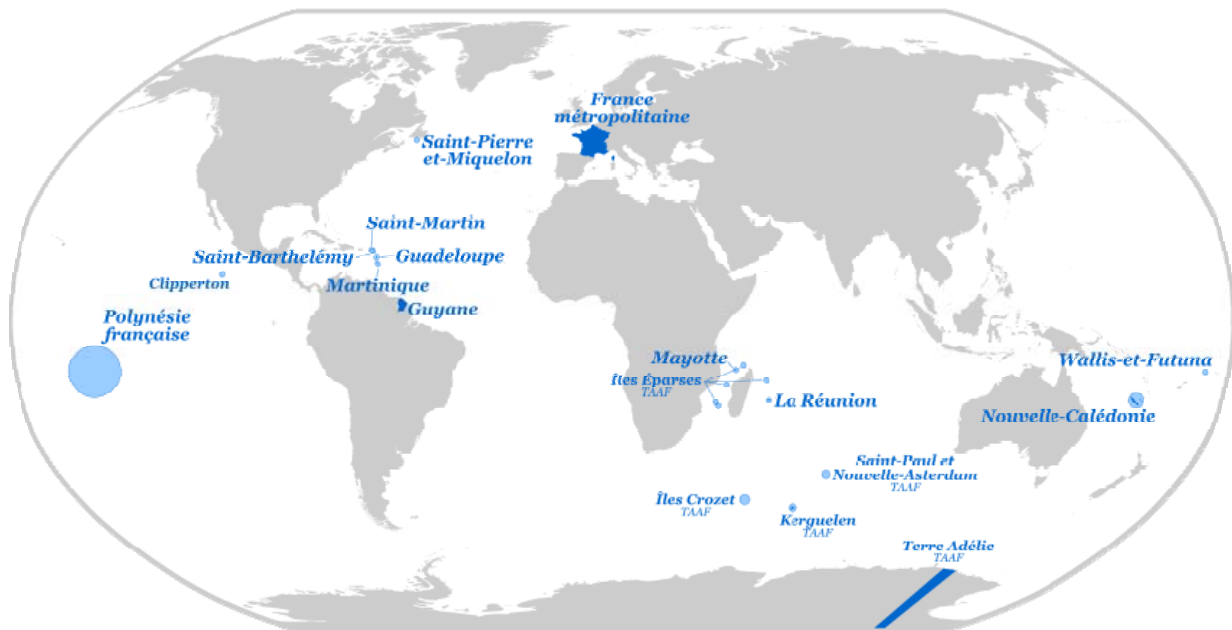 France
métropolitaine
Saint-Pierre
et-Miquelon
Saint-Martin
Saint-Barthelémy
Guadeloupe
Clipperton
Martinique
Guyane
Polynésie
française
Mayotte
Îles Éparses
TAAF
La Réunion
Wallis-et-Futuna
Nouvelle-Calédonie
Saint-Paul et
Nouvelle-Asterdum
TAAF
Îles Crozet
TAAF
Kerguelen
TAAF
Terre Adélie
TAAF